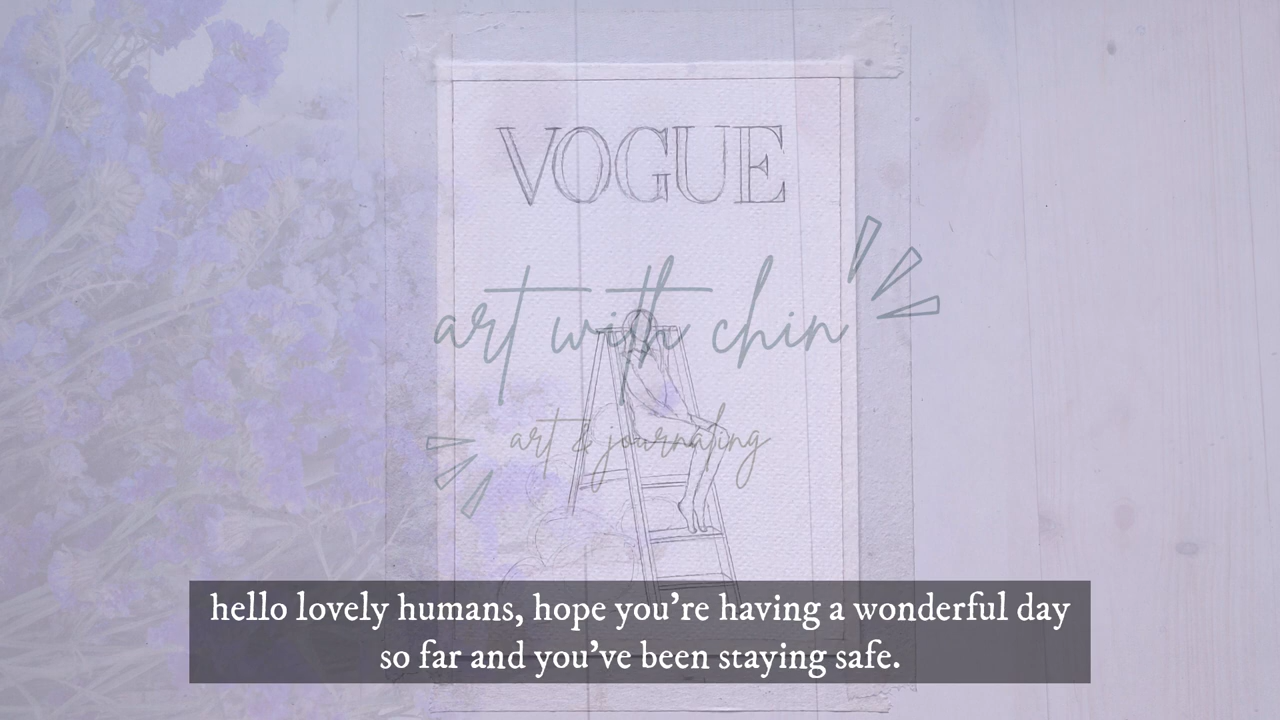 VOGUE
art with chin
art & journaling
hello lovely humans, hope you're having a wonderful day
so far and you've been staying safe.